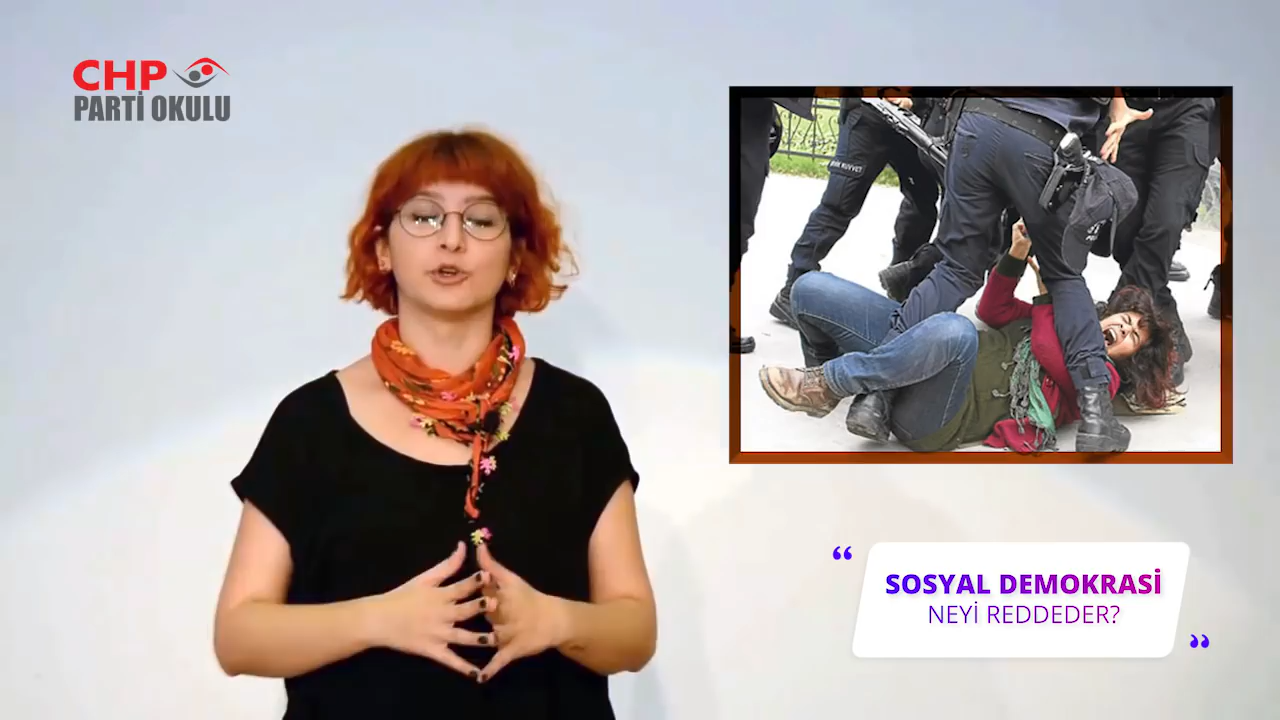 CHP
PARTİ OKULU
SOSYAL DEMOKRASİ
NEYİ REDDEDER?